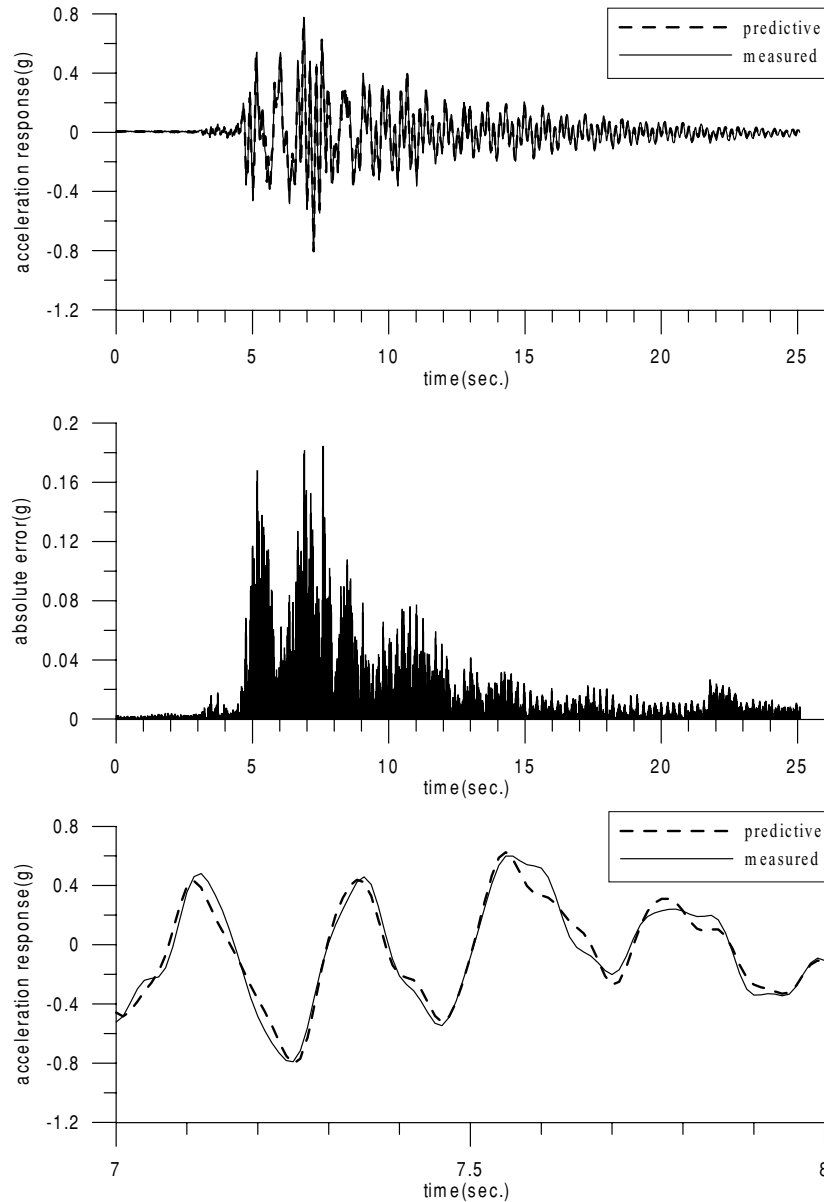 0.8
0.4
0
-0.4
-0.8
-1.2
acceleration response(g)
predictive
measured
0 5 10 15 20 25
time(sec.)
0.2
0.16
0.12
0.08
0.04
0
absolute error(g)
0 5 10 15 20 25
time(sec.)
0.8
0.4
0
-0.4
-0.8
-1.2
acceleration response(g)
predictive
measured
7 7.5 8
time(sec.)